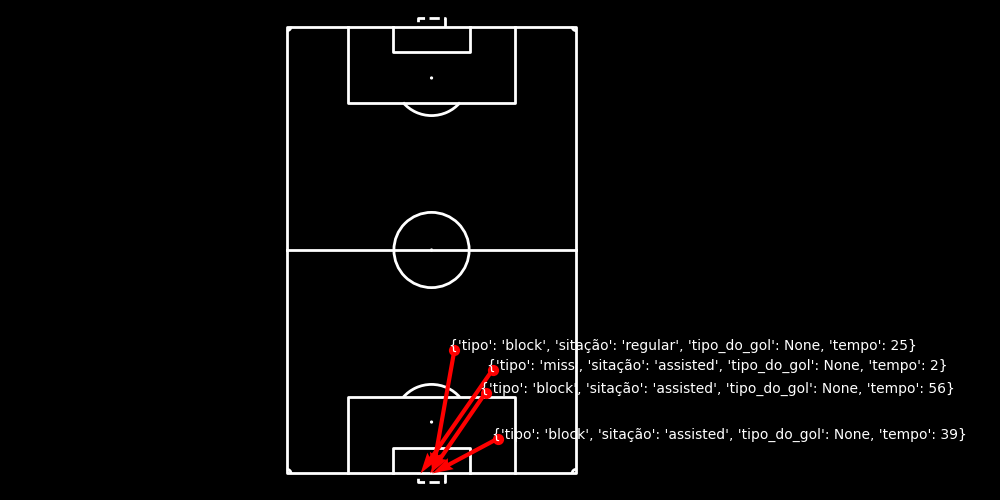 {'tipo': 'block', 'sitação': 'regular', 'tipo_do_gol': None, 'tempo': 25}
{'tipo': 'miss', 'sitação': 'assisted', 'tipo_do_gol': None, 'tempo': 2}
{'tipo': 'block', 'sitação': 'assisted', 'tipo_do_gol': None, 'tempo': 56}
{'tipo': 'block', 'sitação': 'assisted', 'tipo_do_gol': None, 'tempo': 39}